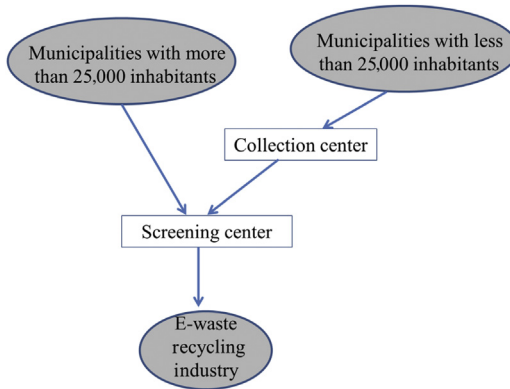 Municipalities with more
than 25,000 inhabitants
Municipalities with less
than 25,000 inhabitants
Collection center
Screening center
E-waste
recycling
industry